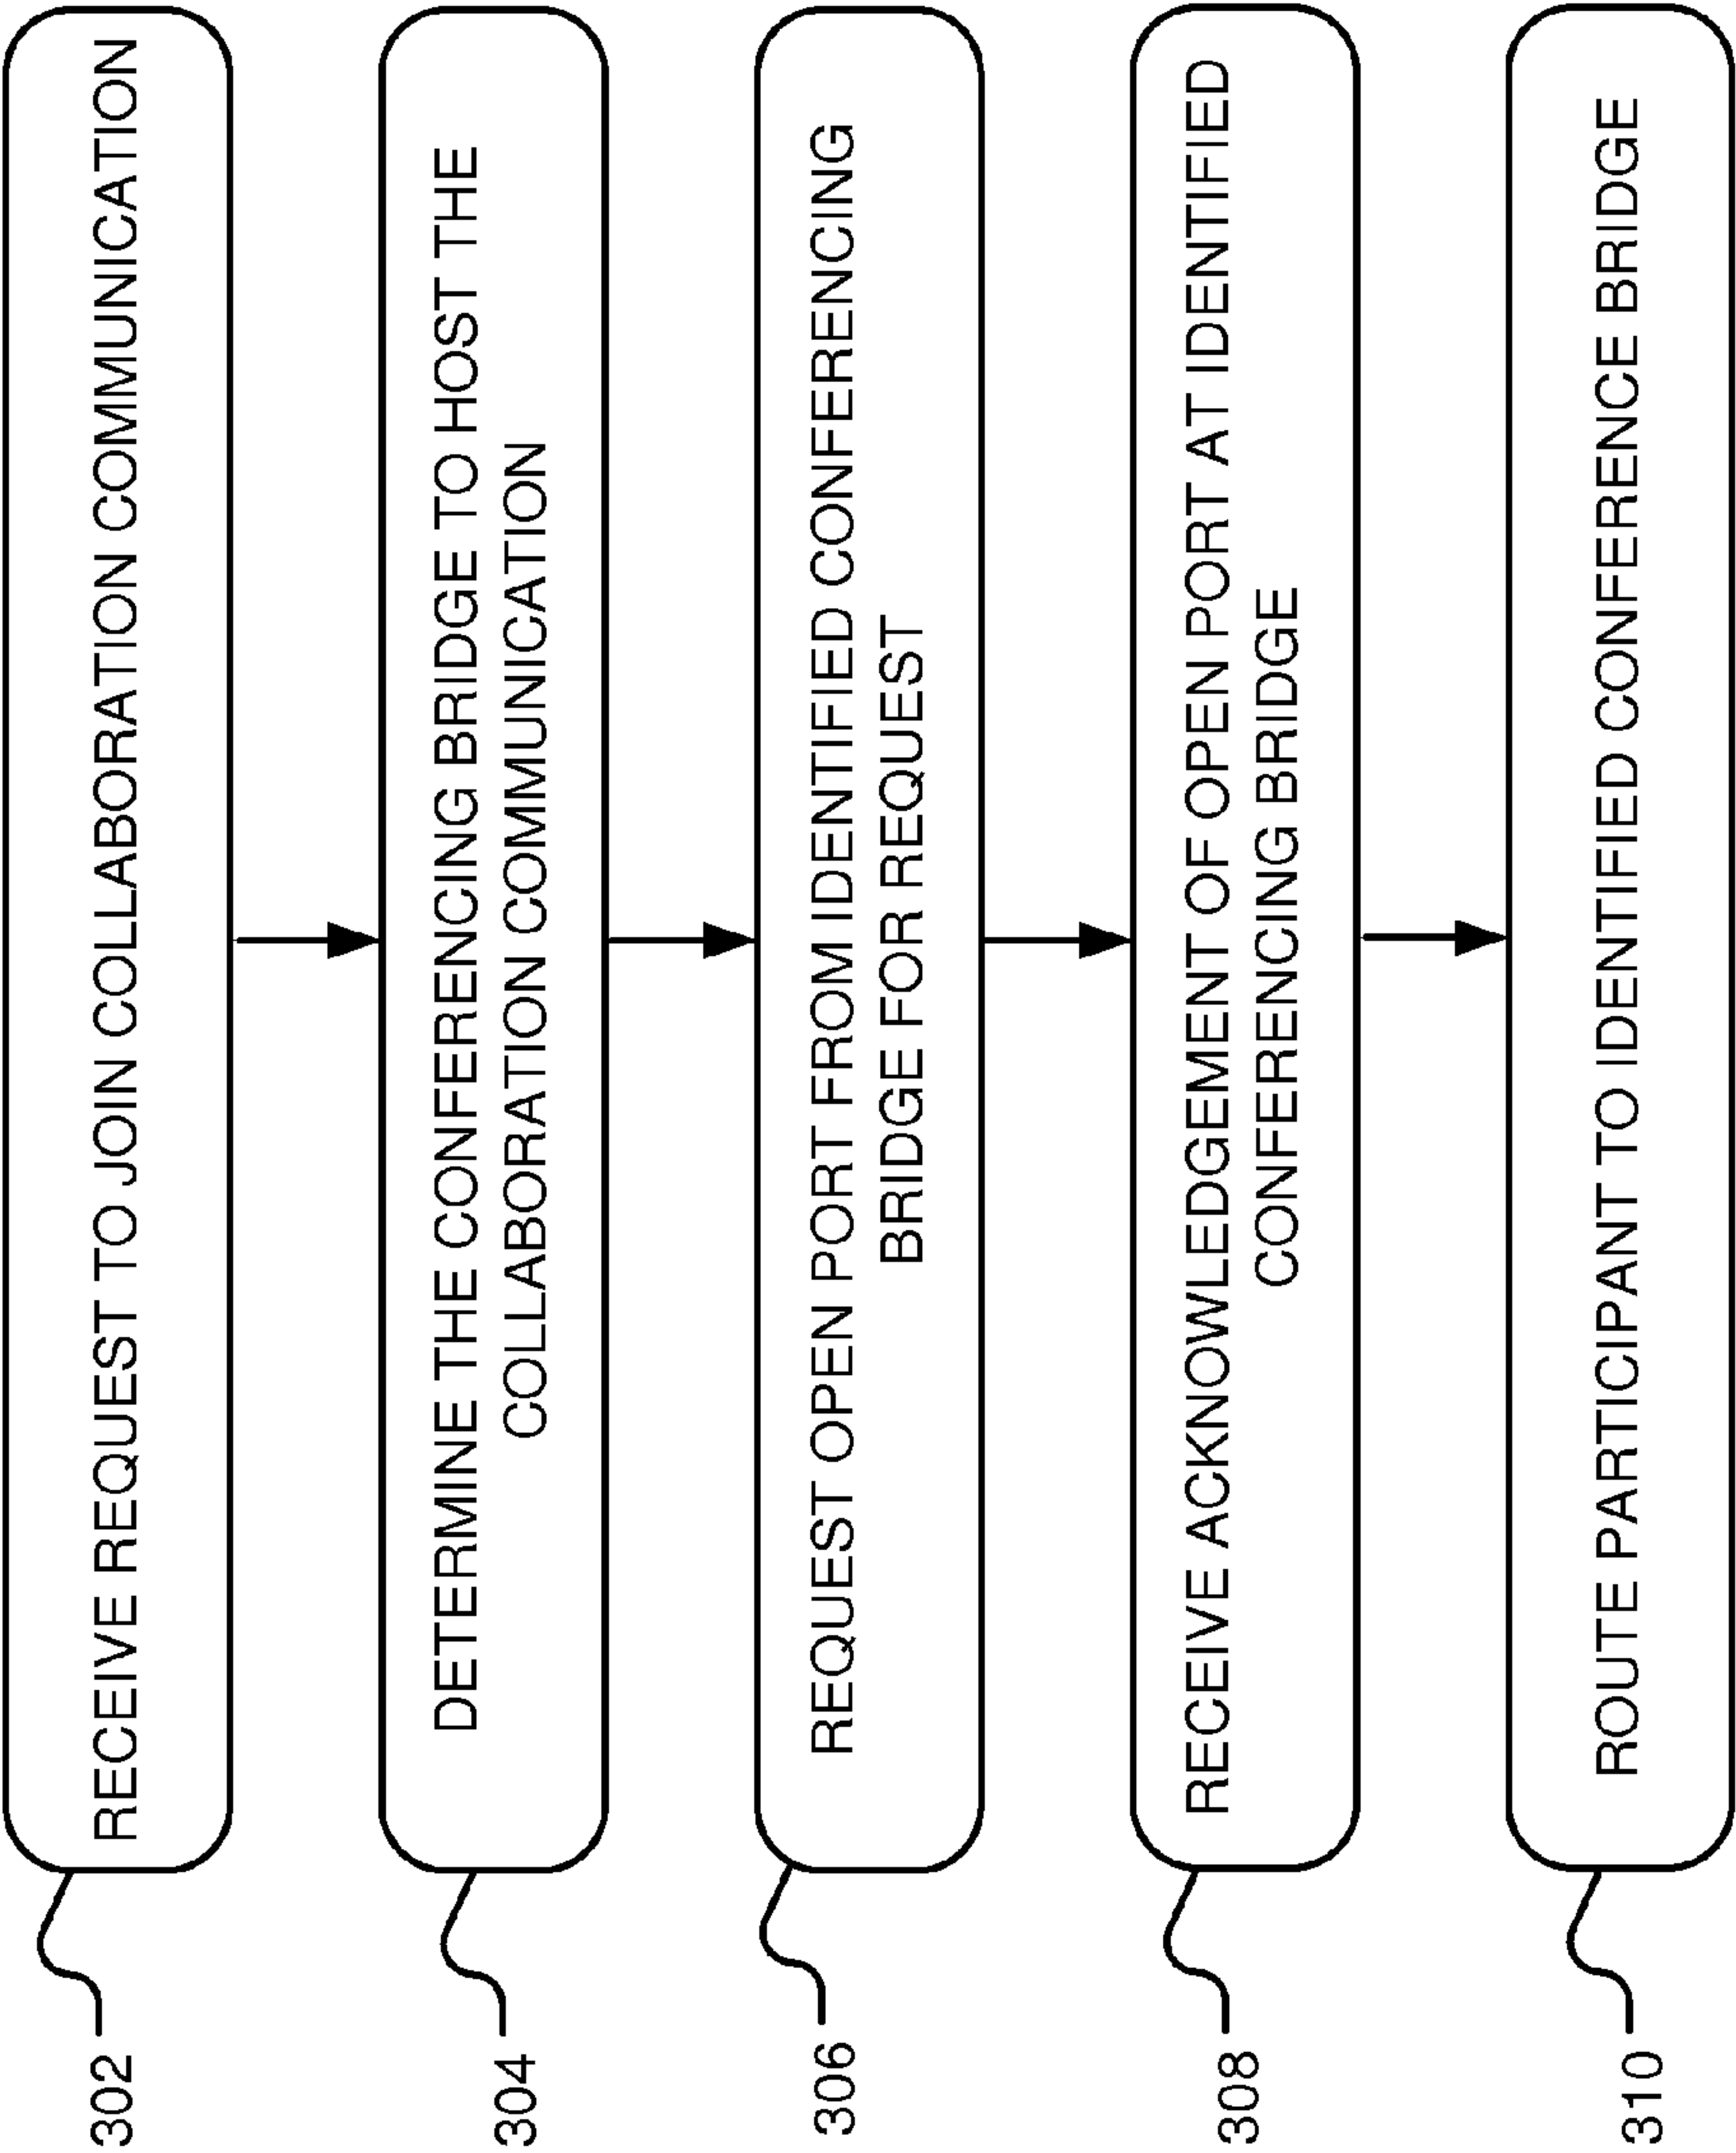 302
RECEIVE REQUEST TO JOIN COLLABORATION COMMUNICATION
304
DETERMINE THE CONFERENCING BRIDGE TO HOST THE
COLLABORATION COMMUNICATION
306
REQUEST OPEN PORT FROM IDENTIFIED CONFERENCING
BRIDGE FOR REQUEST
308
RECEIVE ACKNOWLEDGEMENT OF OPEN PORT AT IDENTIFIED
CONFERENCING BRIDGE
310
ROUTE PARTICIPANT TO IDENTIFIED CONFERENCE BRIDGE